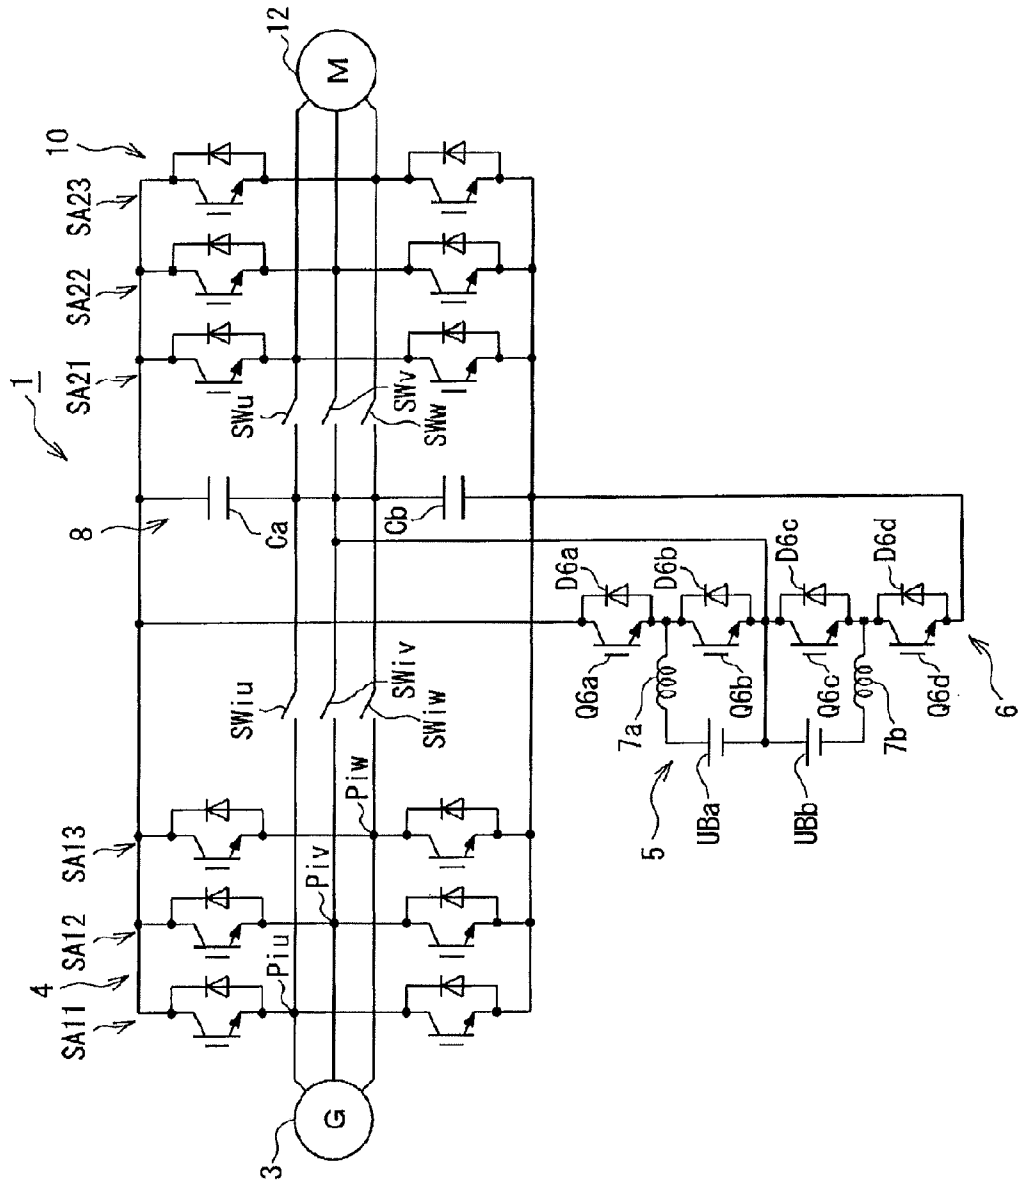 1
SA11
4
SA12
SA13
SA21
SA22
SA23
10
12
8
Ca
SWu
SWv
SWw
M
Cb
SWiu
SWiv
SWiw
Piu
Piv
Piw
G
3
D6a
D6b
D6c
D6d
Q6a
Q6b
Q6c
Q6d
7a
7b
5
UBa
UBb
6